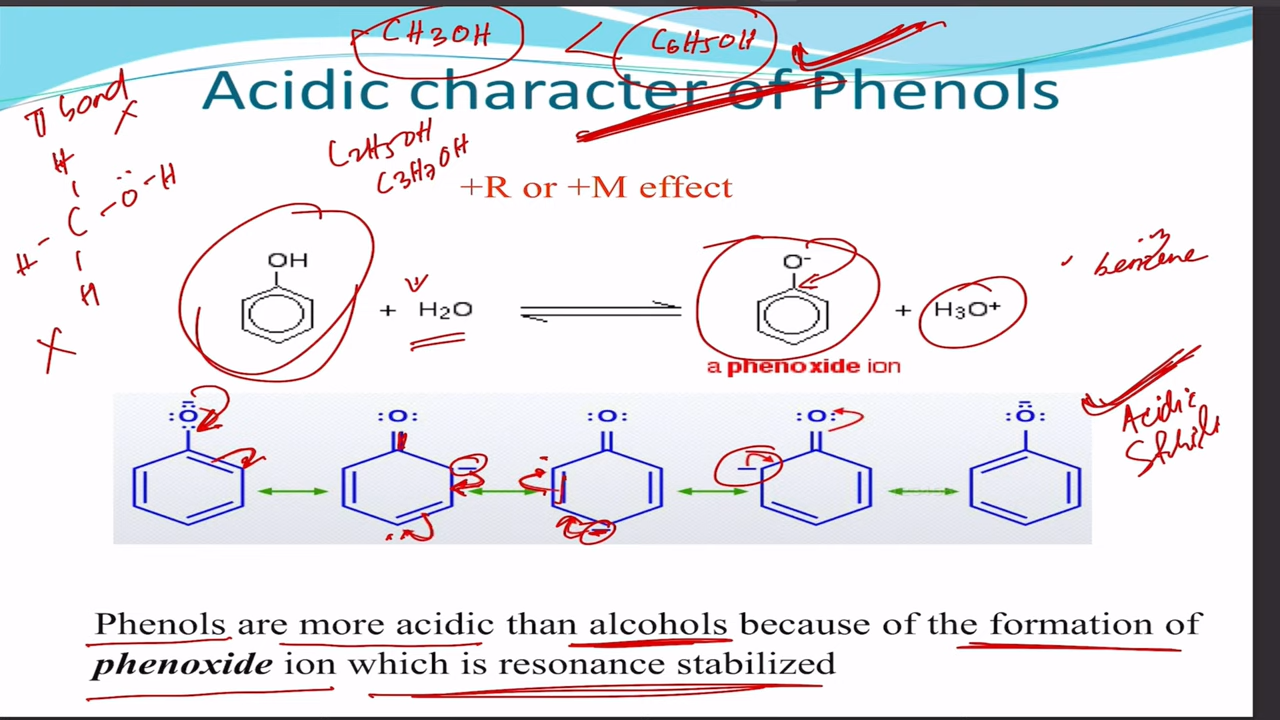 CH3OH < C6H5OH
Acidic character of Phenols
π bond
X
C2H5OH
C3H7OH
+R or +M effect
H
H - C - Ö - H
H
X
benzene
OH
+ H₂O
O⁻
+ H₃O⁺
a phenoxide ion
:Ö:
:O:
:O:
:O:
:Ö:
Acidic
Phenols are more acidic than alcohols because of the formation of
phenoxide ion which is resonance stabilized